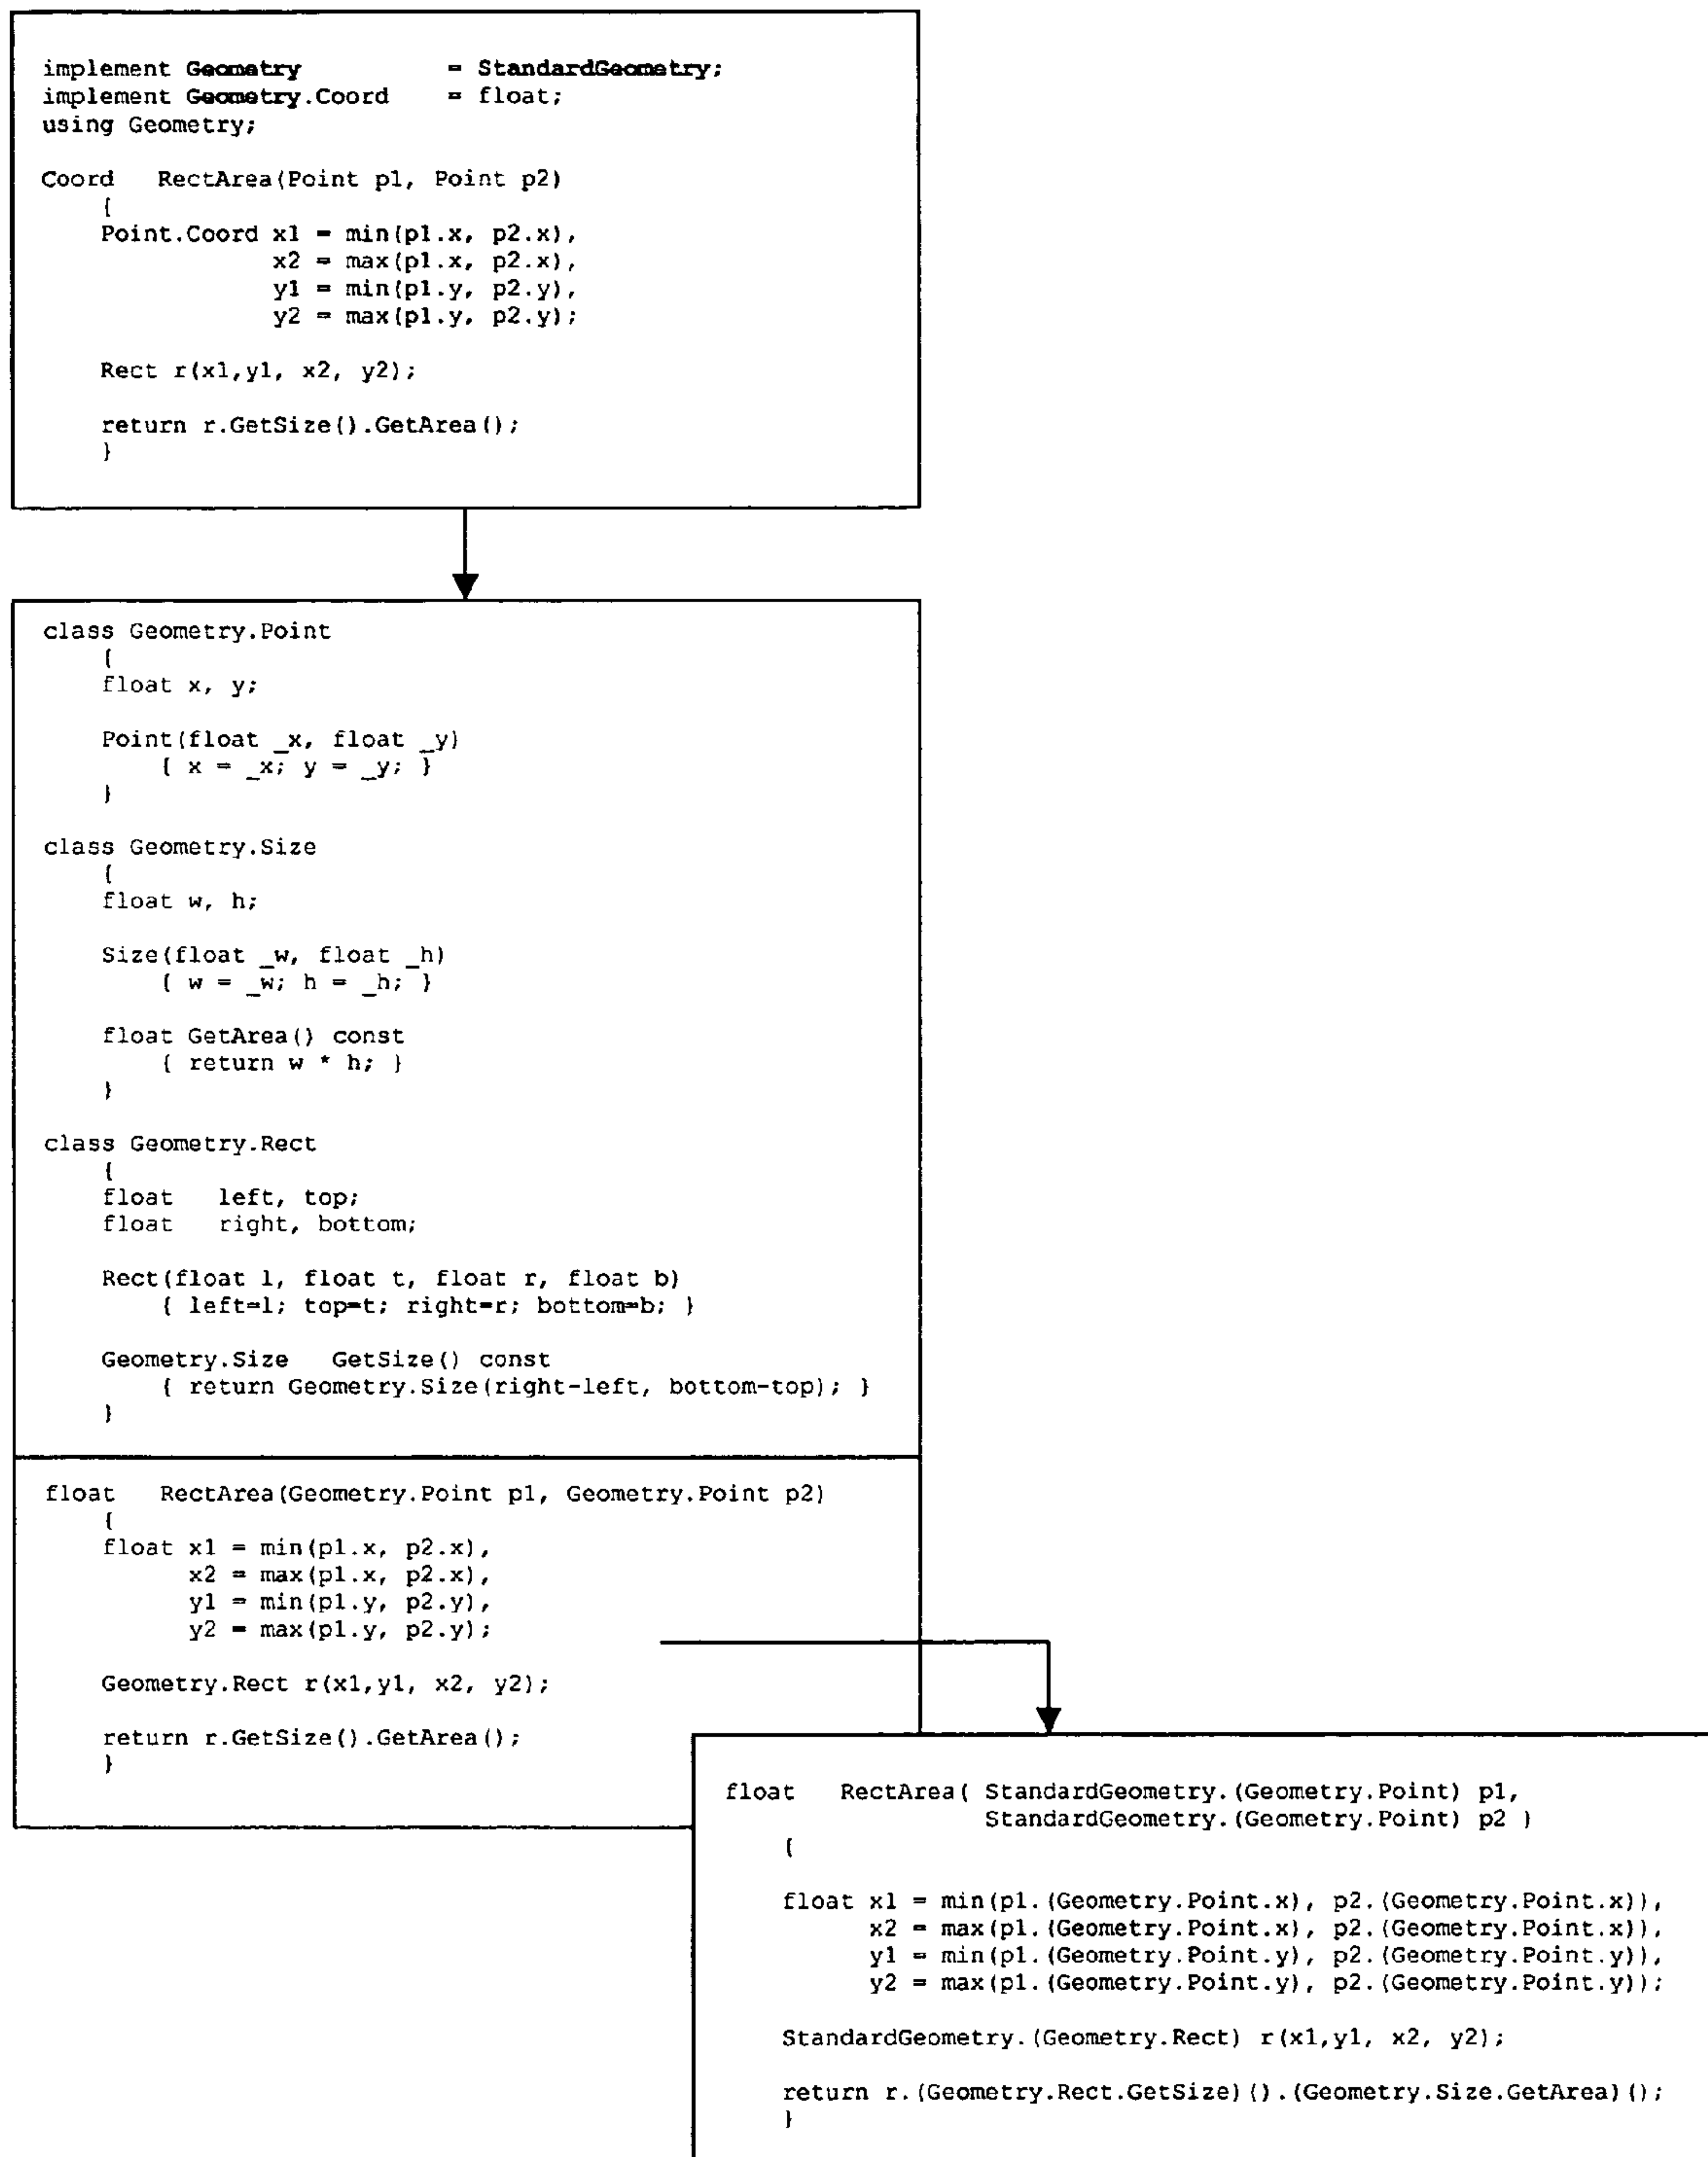 implement Geometry = StandardGeometry;
implement Geometry.Coord = float;
using Geometry;
Coord RectArea(Point p1, Point p2)
{
Point.Coord x1 = min(p1.x, p2.x),
x2 = max(p1.x, p2.x),
y1 = min(p1.y, p2.y),
y2 = max(p1.y, p2.y);
Rect r(x1,y1, x2, y2);
return r.GetSize().GetArea();
}
class Geometry.Point
{
float x, y;
Point(float _x, float _y)
{ x = _x; y = _y; }
}
class Geometry.Size
{
float w, h;
Size(float _w, float _h)
{ w = _w; h = _h; }
float GetArea() const
{ return w * h; }
}
class Geometry.Rect
{
float left, top;
float right, bottom;
Rect(float l, float t, float r, float b)
{ left=l; top=t; right=r; bottom=b; }
Geometry.Size GetSize() const
{ return Geometry.Size(right-left, bottom-top); }
}
float RectArea(Geometry.Point p1, Geometry.Point p2)
{
float x1 = min(p1.x, p2.x),
x2 = max(p1.x, p2.x),
y1 = min(p1.y, p2.y),
y2 = max(p1.y, p2.y);
Geometry.Rect r(x1,y1, x2, y2);
return r.GetSize().GetArea();
}
float RectArea( StandardGeometry.(Geometry.Point) p1,
StandardGeometry.(Geometry.Point) p2 )
{
float x1 = min(p1.(Geometry.Point.x), p2.(Geometry.Point.x)),
x2 = max(p1.(Geometry.Point.x), p2.(Geometry.Point.x)),
y1 = min(p1.(Geometry.Point.y), p2.(Geometry.Point.y)),
y2 = max(p1.(Geometry.Point.y), p2.(Geometry.Point.y));
StandardGeometry.(Geometry.Rect) r(x1,y1, x2, y2);
return r.(Geometry.Rect.GetSize)().(Geometry.Size.GetArea)();
}